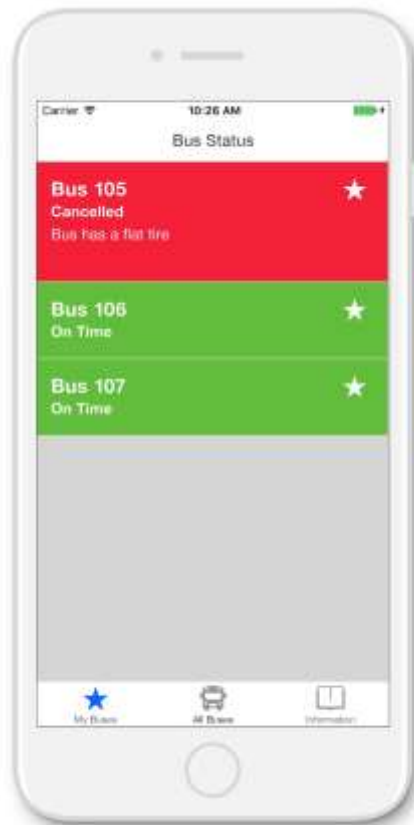 Carrier 10:26 AM
Bus Status
Bus 105
Cancelled
Bus has a flat tire
Bus 106
On Time
Bus 107
On Time
My Buses All Buses Information